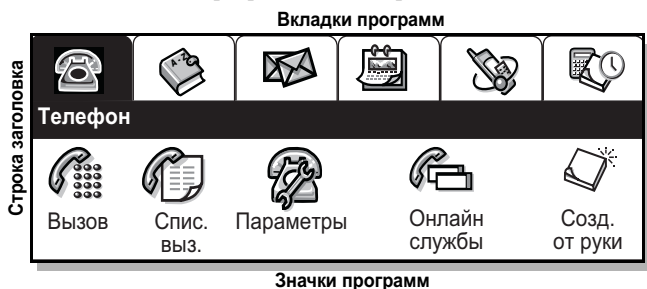 Вкладки программ
Строка заголовка
A-Z
Телефон
Вызов
Спис.
выз.
Параметры
Онлайн
службы
Созд.
от руки
Значки программ